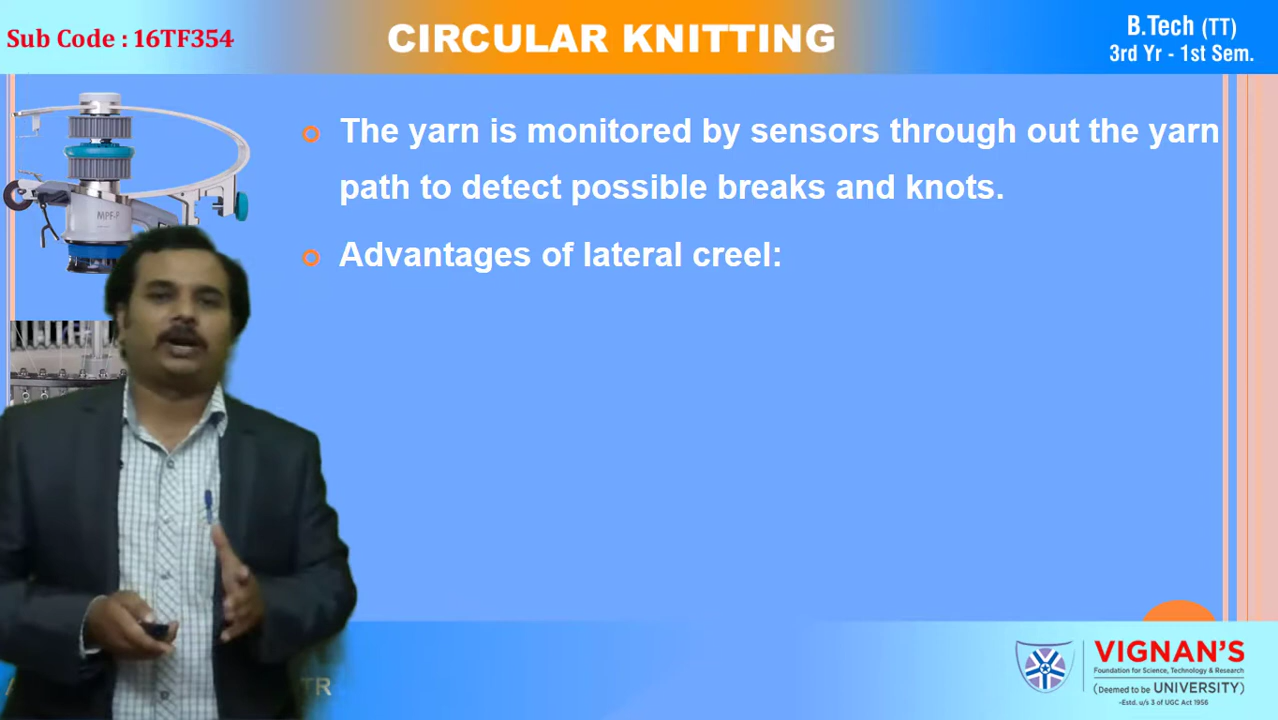 Sub Code : 16TF354
CIRCULAR KNITTING
B.Tech (TT)
3rd Yr - 1st Sem.
The yarn is monitored by sensors through out the yarn
path to detect possible breaks and knots.
Advantages of lateral creel:
MPF-P
TR
VIGNAN'S
Foundation for Science, Technology & Research
(Deemed to be UNIVERSITY)
-Estd. u/s 3 of UGC Act 1956